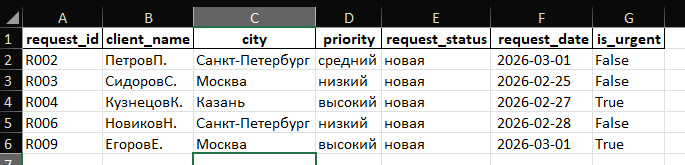 A B C D E F G
1 request_id client_name city priority request_status request_date is_urgent
2 R002 ПетровП. Санкт-Петербург средний новая 2026-03-01 False
3 R003 СидоровС. Москва низкий новая 2026-02-25 False
4 R004 КузнецовК. Казань высокий новая 2026-02-27 True
5 R006 НовиковН. Санкт-Петербург низкий новая 2026-02-28 False
6 R009 ЕгоровЕ. Москва высокий новая 2026-03-01 True
7